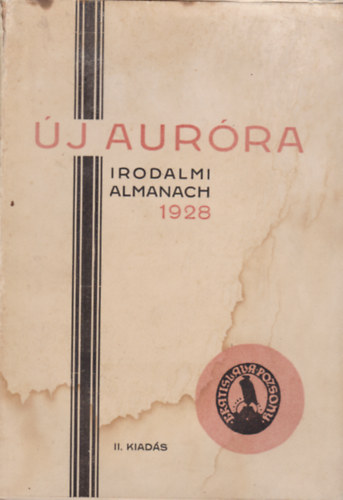 ÚJ AURÓRA
IRODALMI
ALMANACH
1928
BRATISLAVA-POZSONY
II. KIADÁS